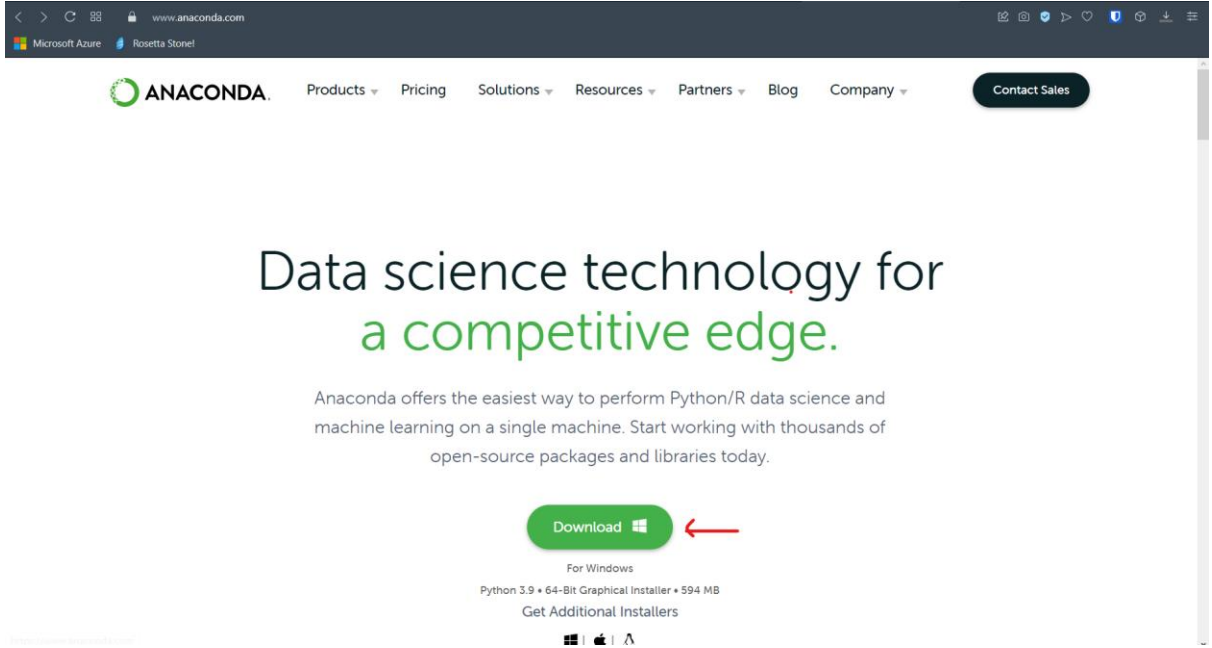 www.anaconda.com
Microsoft Azure Rosetta Stone!
ANACONDA. Products Pricing Solutions Resources Partners Blog Company Contact Sales
Data science technology for
a competitive edge.
Anaconda offers the easiest way to perform Python/R data science and
machine learning on a single machine. Start working with thousands of
open-source packages and libraries today.
Download
For Windows
Python 3.9 • 64-Bit Graphical Installer • 594 MB
Get Additional Installers
| |